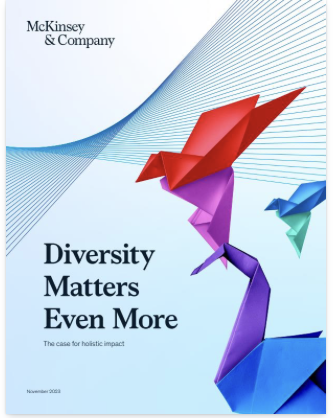 McKinsey
& Company
Diversity
Matters
Even More
The case for holistic impact
November 2023